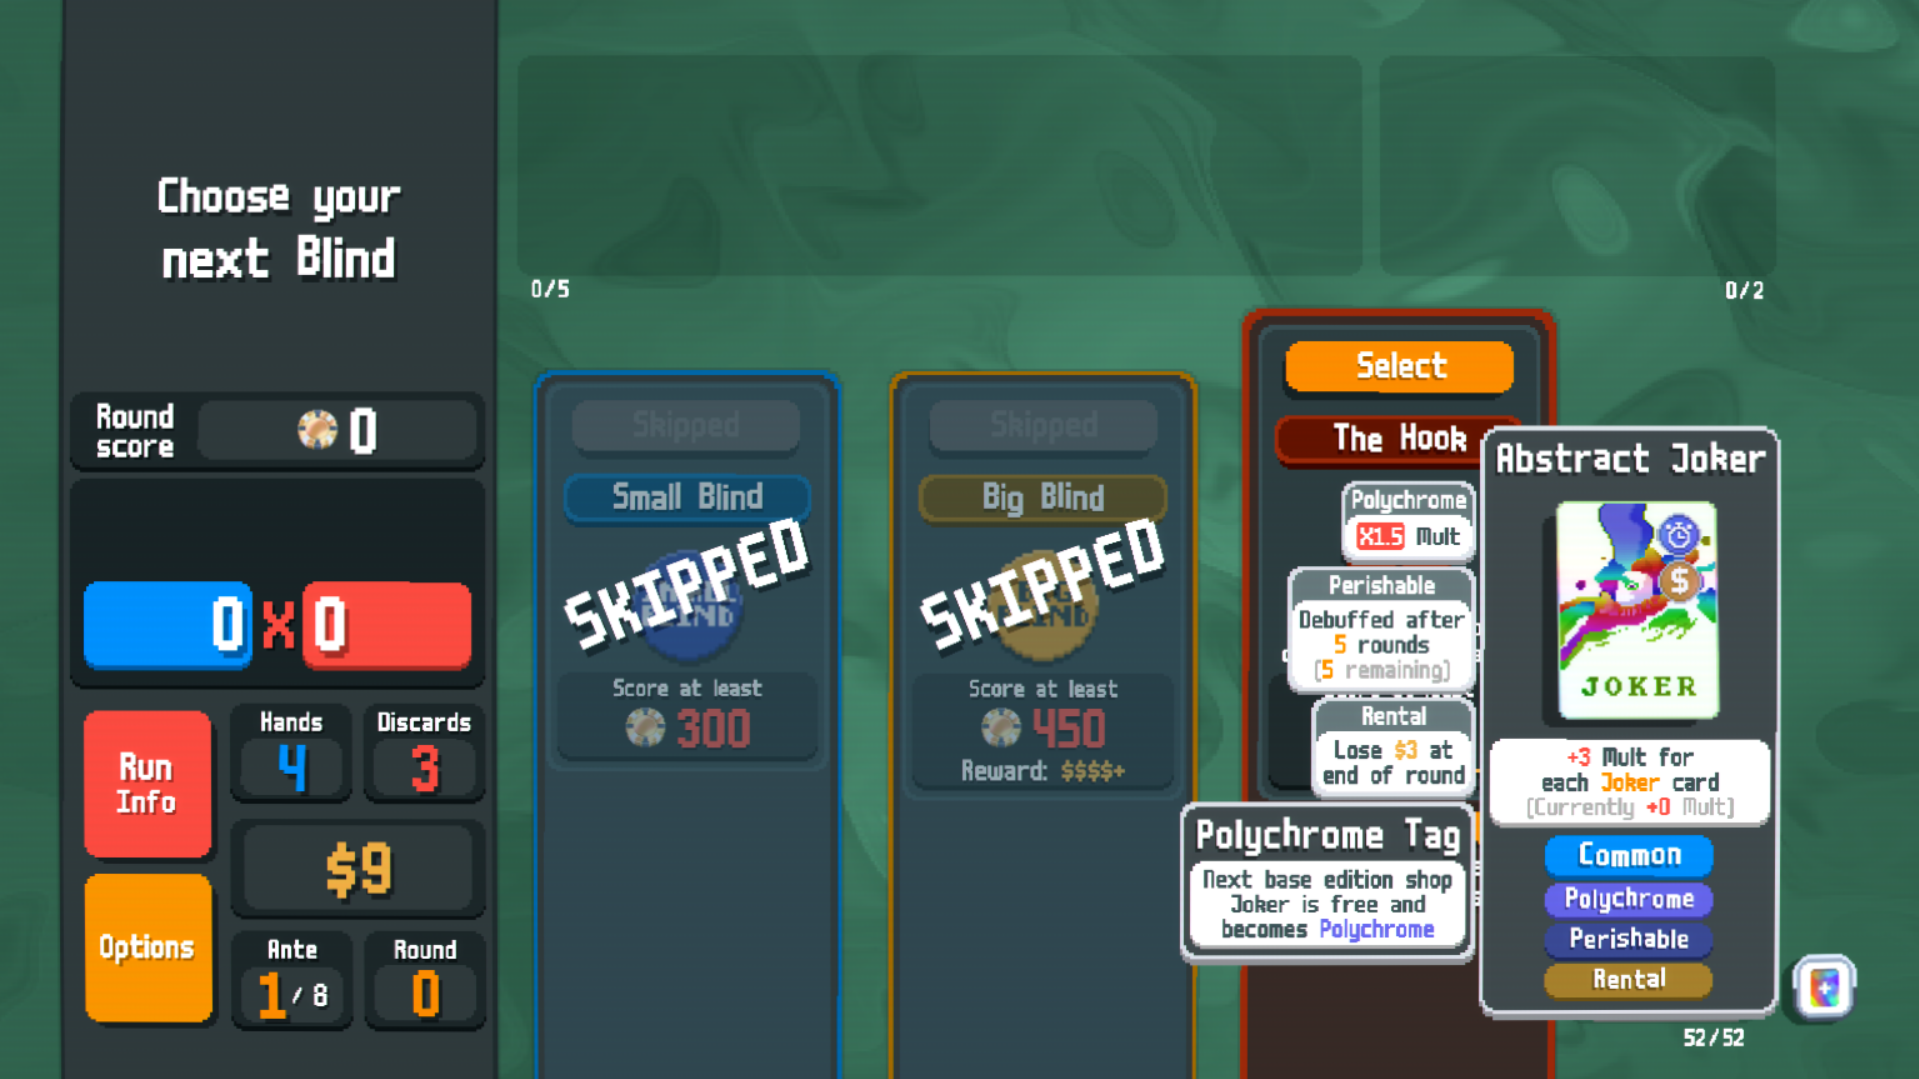 Choose your
next Blind
Round
score
0
0 X 0
Run
Info
Hands
4
Discards
3
$9
Options
Ante
1 / 8
Round
0
0/5
0/2
Skipped
Small Blind
SKIPPED
Score at least
300
Skipped
Big Blind
SKIPPED
Score at least
450
Reward: $$$$+
Select
The Hook
Polychrome
X1.5 Mult
Perishable
Debuffed after
5 rounds
(5 remaining)
Rental
Lose $3 at
end of round
Polychrome Tag
Next base edition shop
Joker is free and
becomes Polychrome
Abstract Joker
$
JOKER
+3 Mult for
each Joker card
(Currently +0 Mult)
Common
Polychrome
Perishable
Rental
52/52